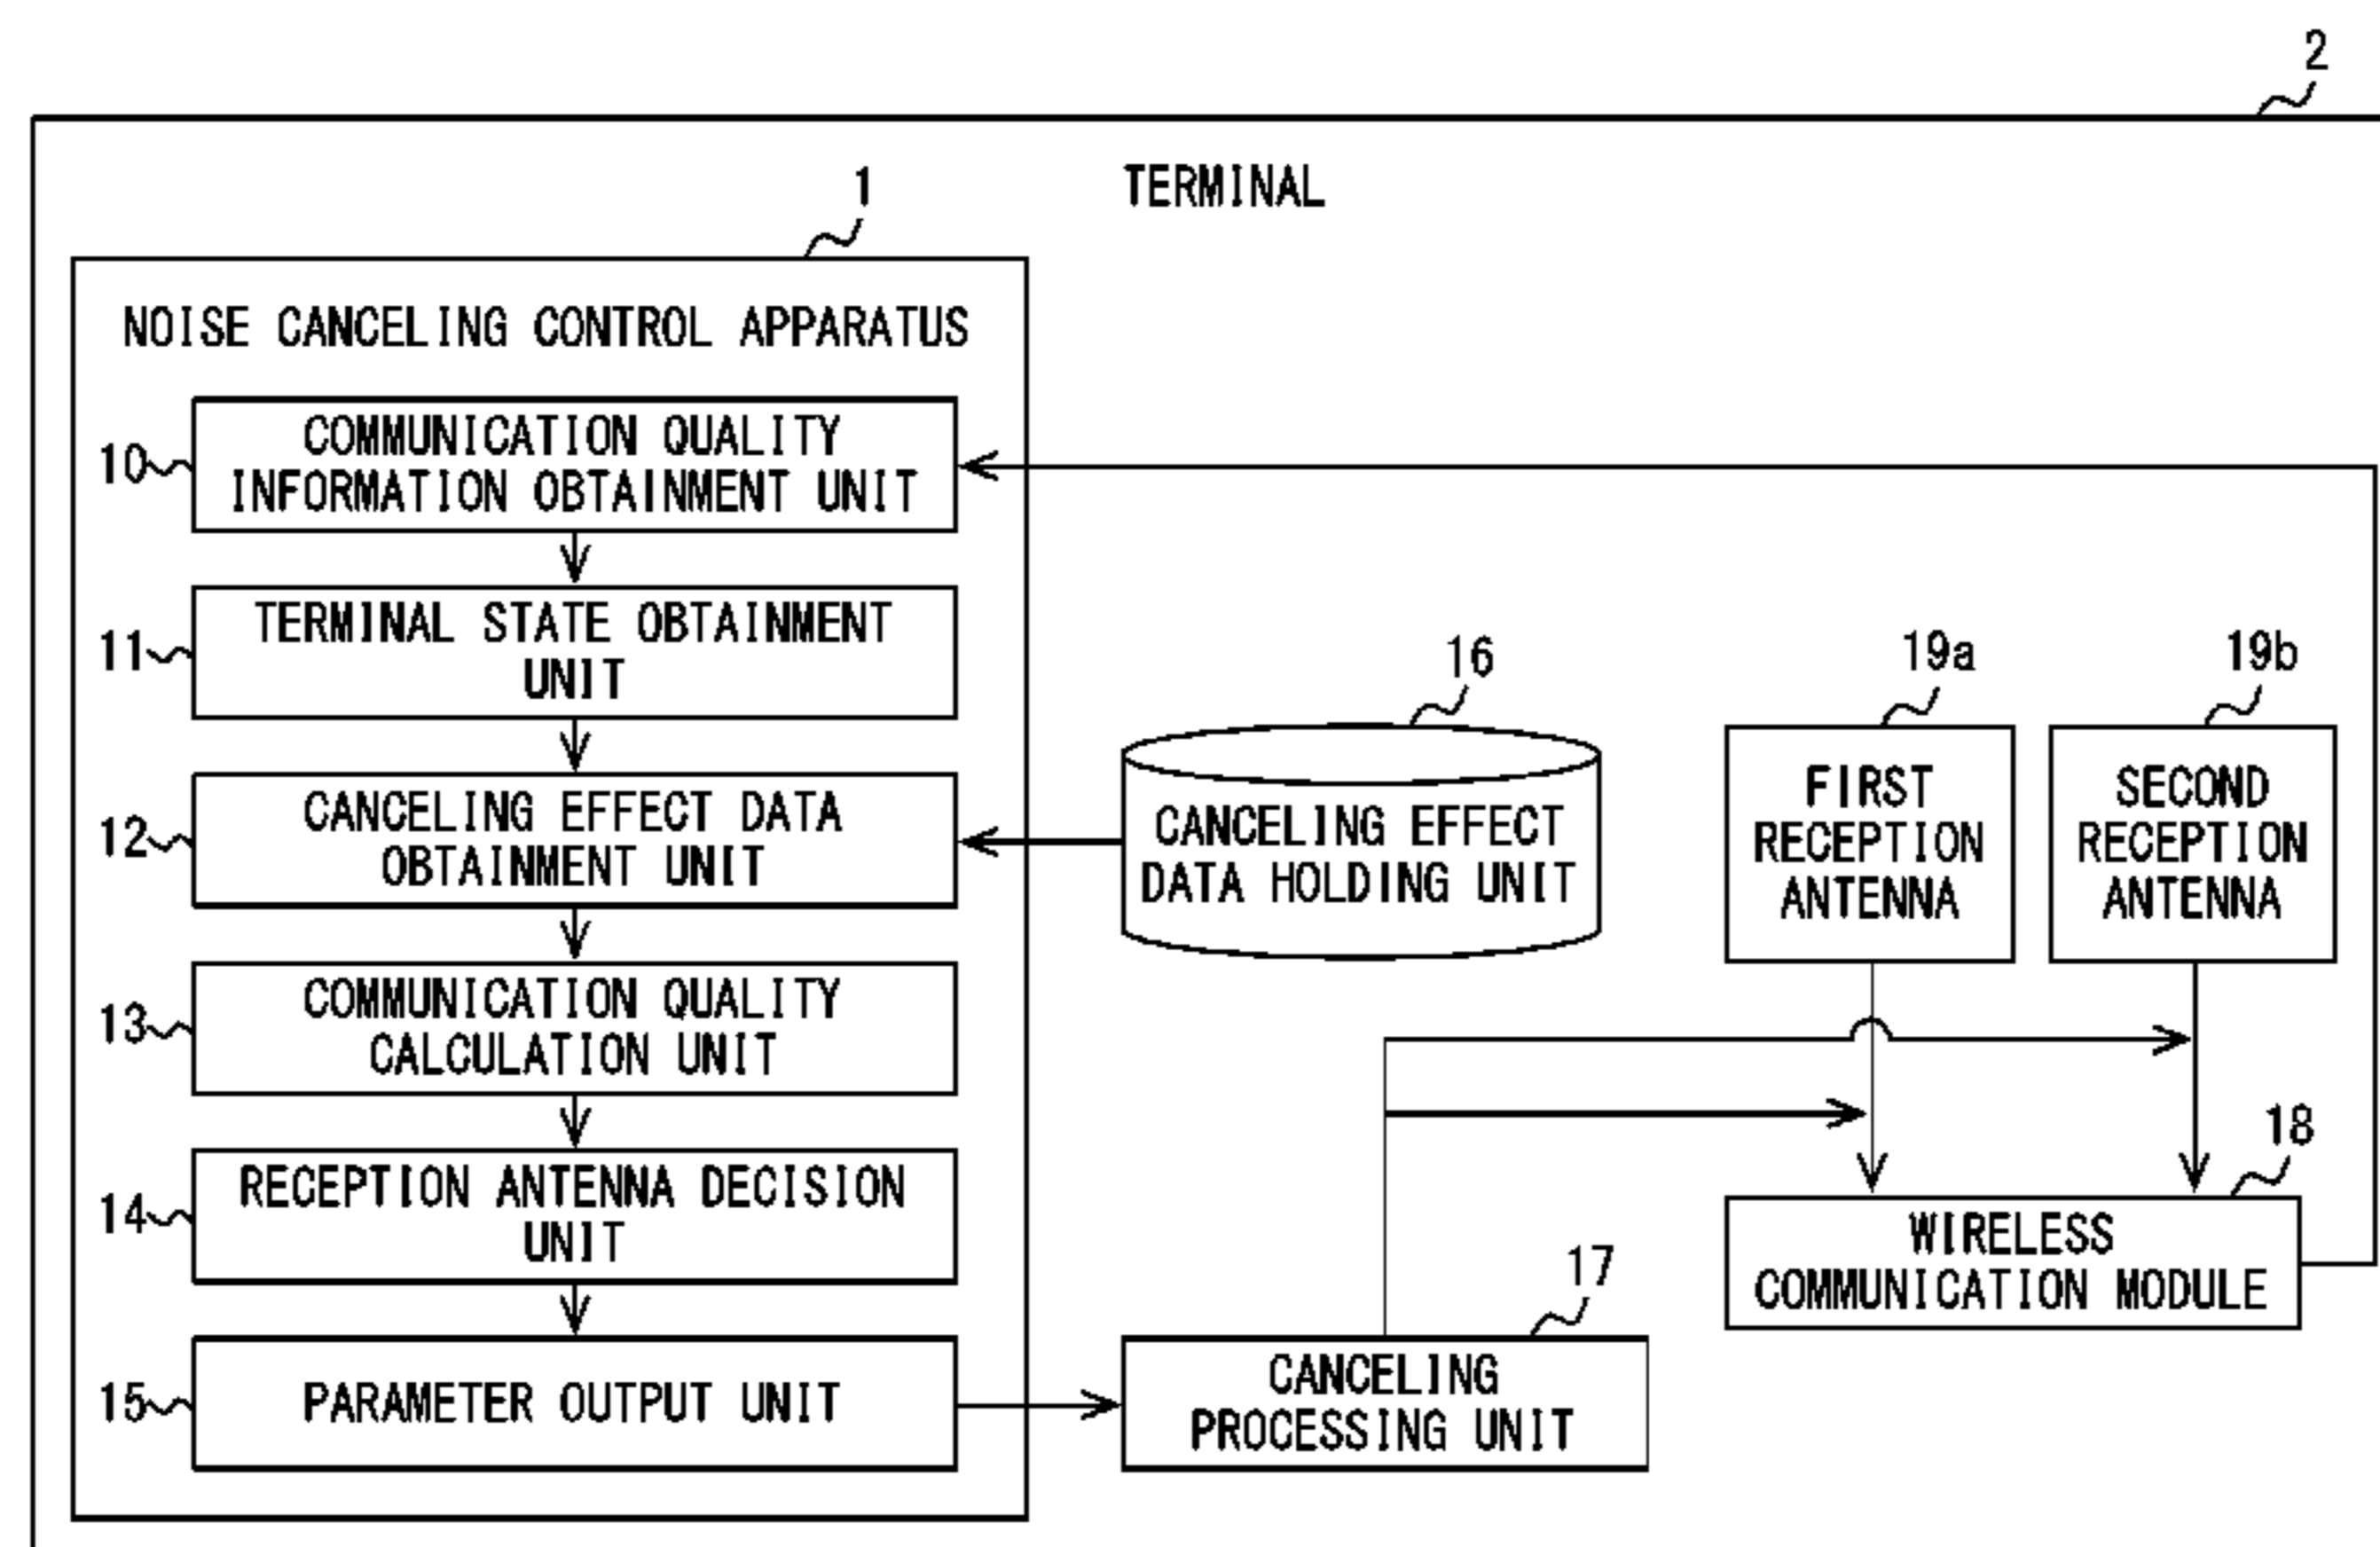 2
TERMINAL
1
NOISE CANCELING CONTROL APPARATUS
10
COMMUNICATION QUALITY
INFORMATION OBTAINMENT UNIT
11
TERMINAL STATE OBTAINMENT
UNIT
12
CANCELING EFFECT DATA
OBTAINMENT UNIT
13
COMMUNICATION QUALITY
CALCULATION UNIT
14
RECEPTION ANTENNA DECISION
UNIT
15
PARAMETER OUTPUT UNIT
16
CANCELING EFFECT
DATA HOLDING UNIT
17
CANCELING
PROCESSING UNIT
19a
FIRST
RECEPTION
ANTENNA
19b
SECOND
RECEPTION
ANTENNA
18
WIRELESS
COMMUNICATION MODULE